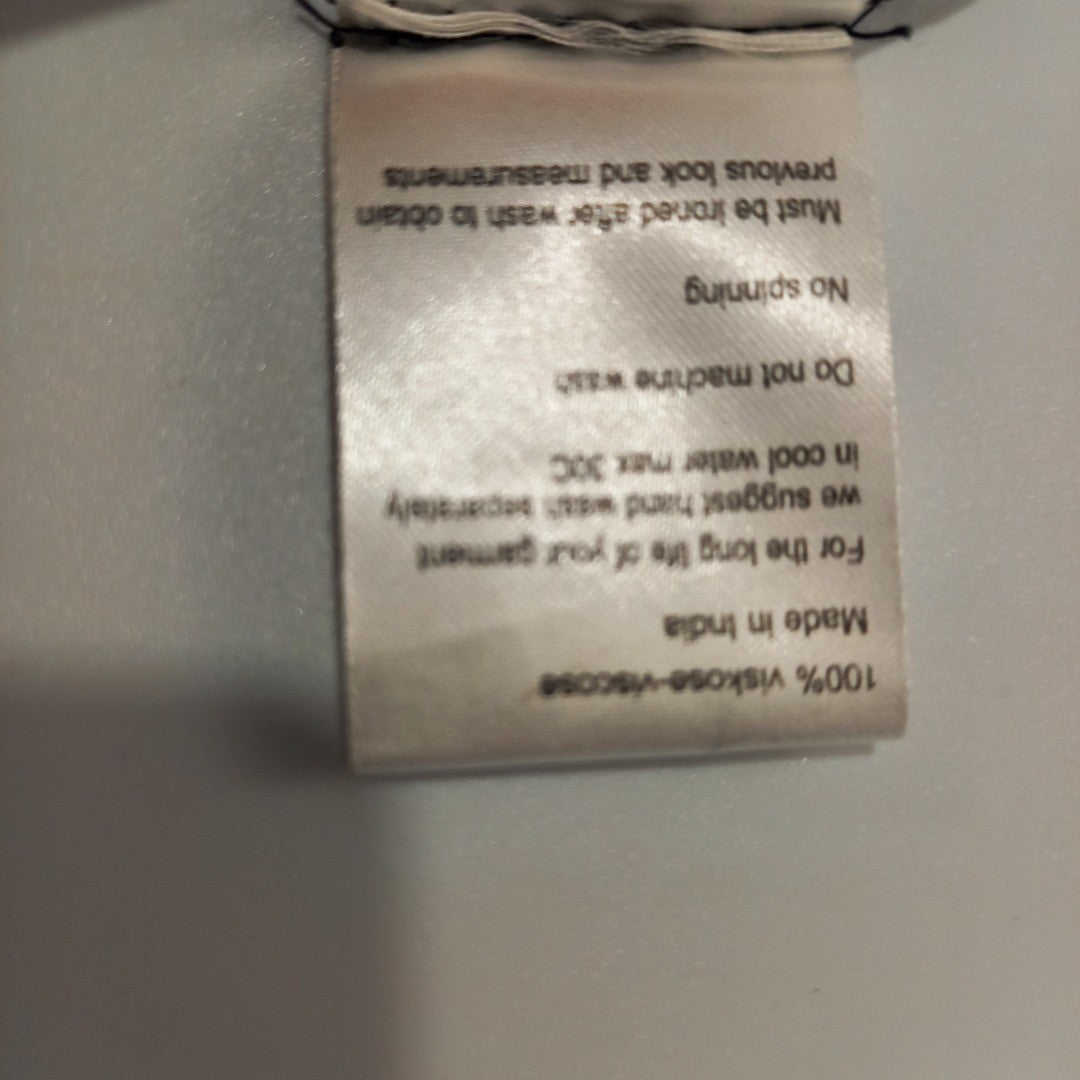 100% viskose-viscose
Made in India
For the long life of your garment
we suggest hand wash separately
in cool water max 30C
Do not machine wash
No spinning
Must be ironed after wash to obtain
previous look and measurements